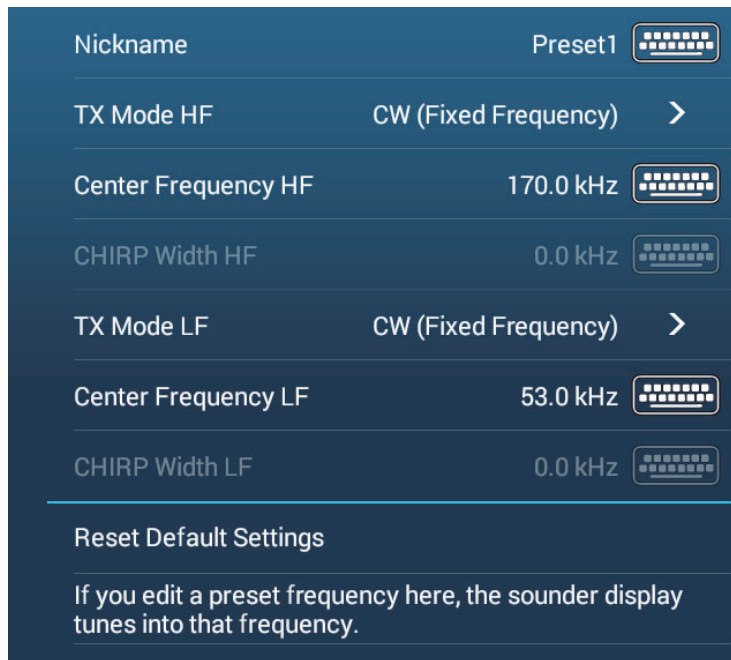 Nickname Preset1
TX Mode HF CW (Fixed Frequency)
Center Frequency HF 170.0 kHz
CHIRP Width HF 0.0 kHz
TX Mode LF CW (Fixed Frequency)
Center Frequency LF 53.0 kHz
CHIRP Width LF 0.0 kHz
Reset Default Settings
If you edit a preset frequency here, the sounder display
tunes into that frequency.